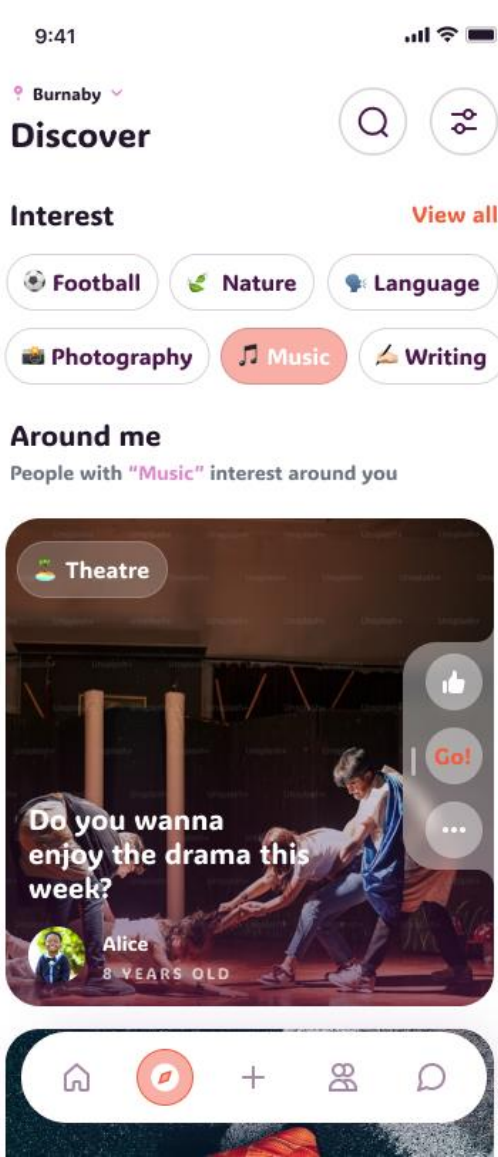 9:41
Burnaby
Discover
Interest
View all
Football
Nature
Language
Photography
Music
Writing
Around me
People with “Music” interest around you
Theatre
Go!
Do you wanna
enjoy the drama this
week?
Alice
8 YEARS OLD